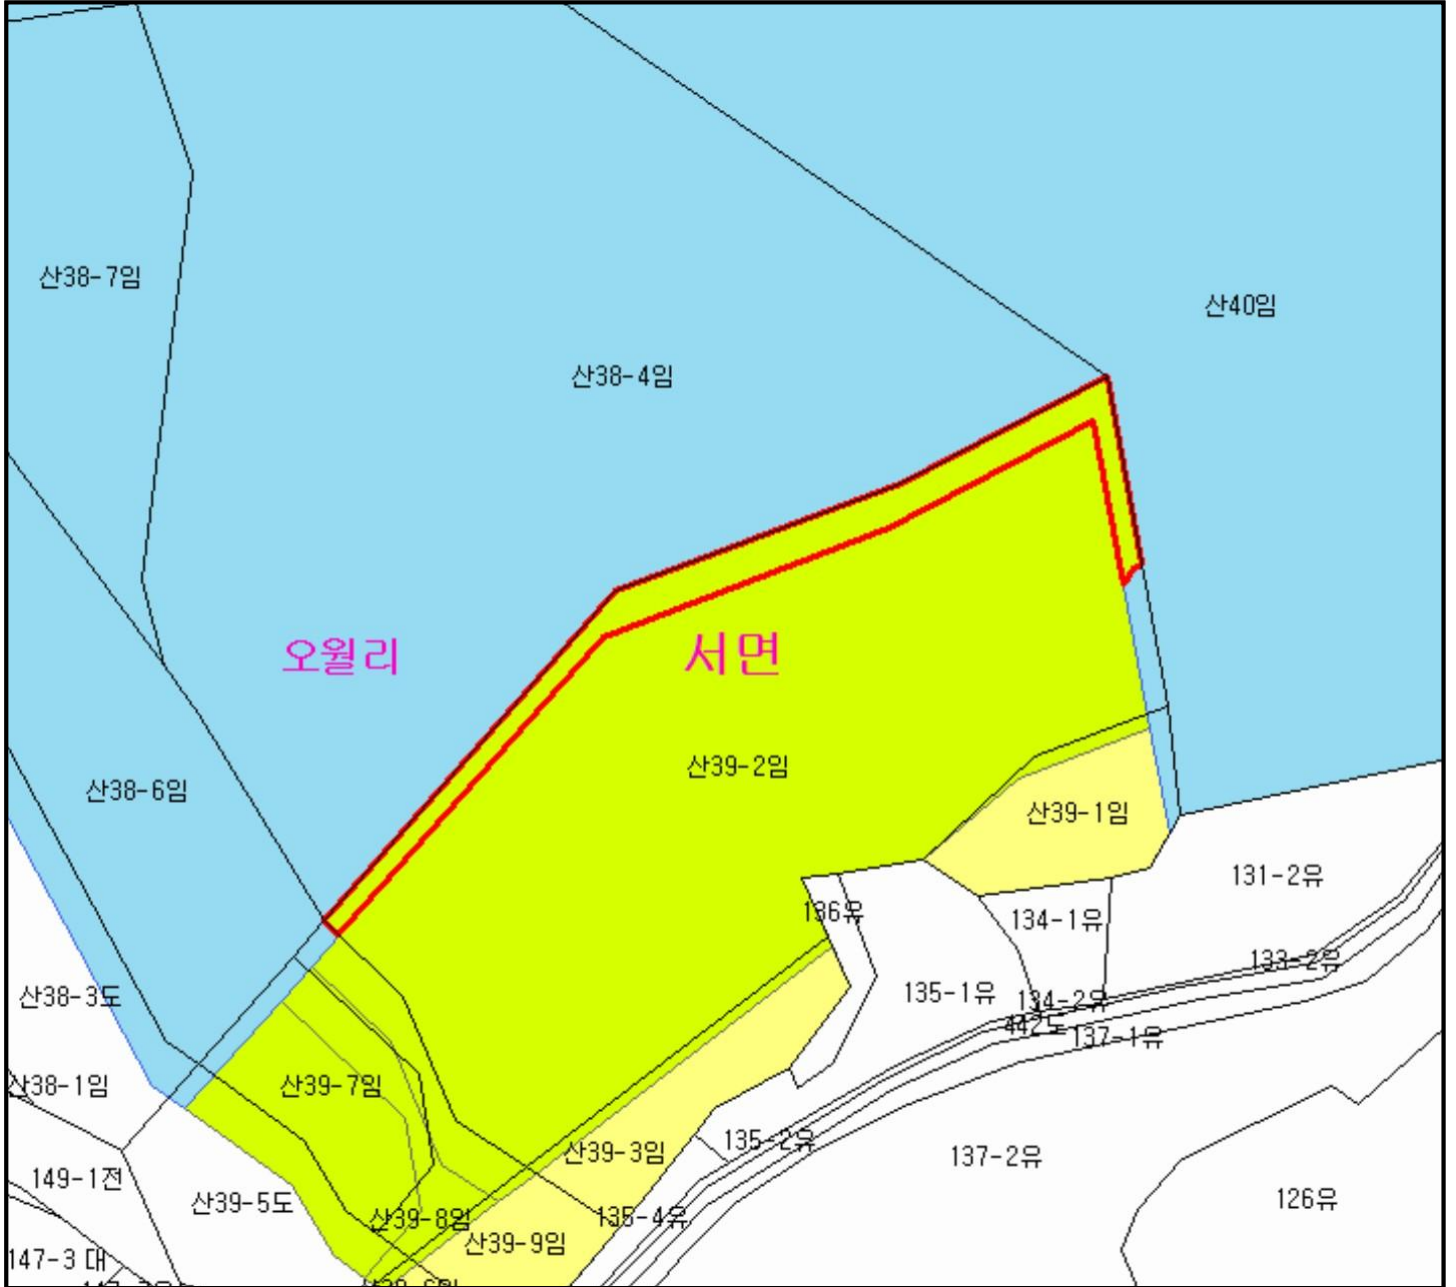 산38-7임
산40임
산38-4임
오월리
서면
산39-2임
산38-6임
산39-1임
131-2유
136유
134-1유
133-2유
산38-3도
135-1유
134-2유
442도
137-1유
산38-1임
산39-7임
135-2유
산39-3임
137-2유
149-1전
산39-5도
126유
산39-8임
135-4유
산39-9임
147-3 대